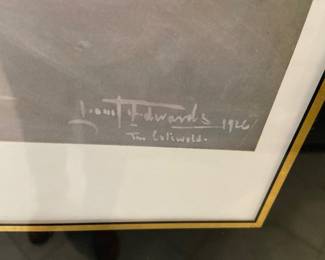 Lionel Edwards 1926
The Cotswold.